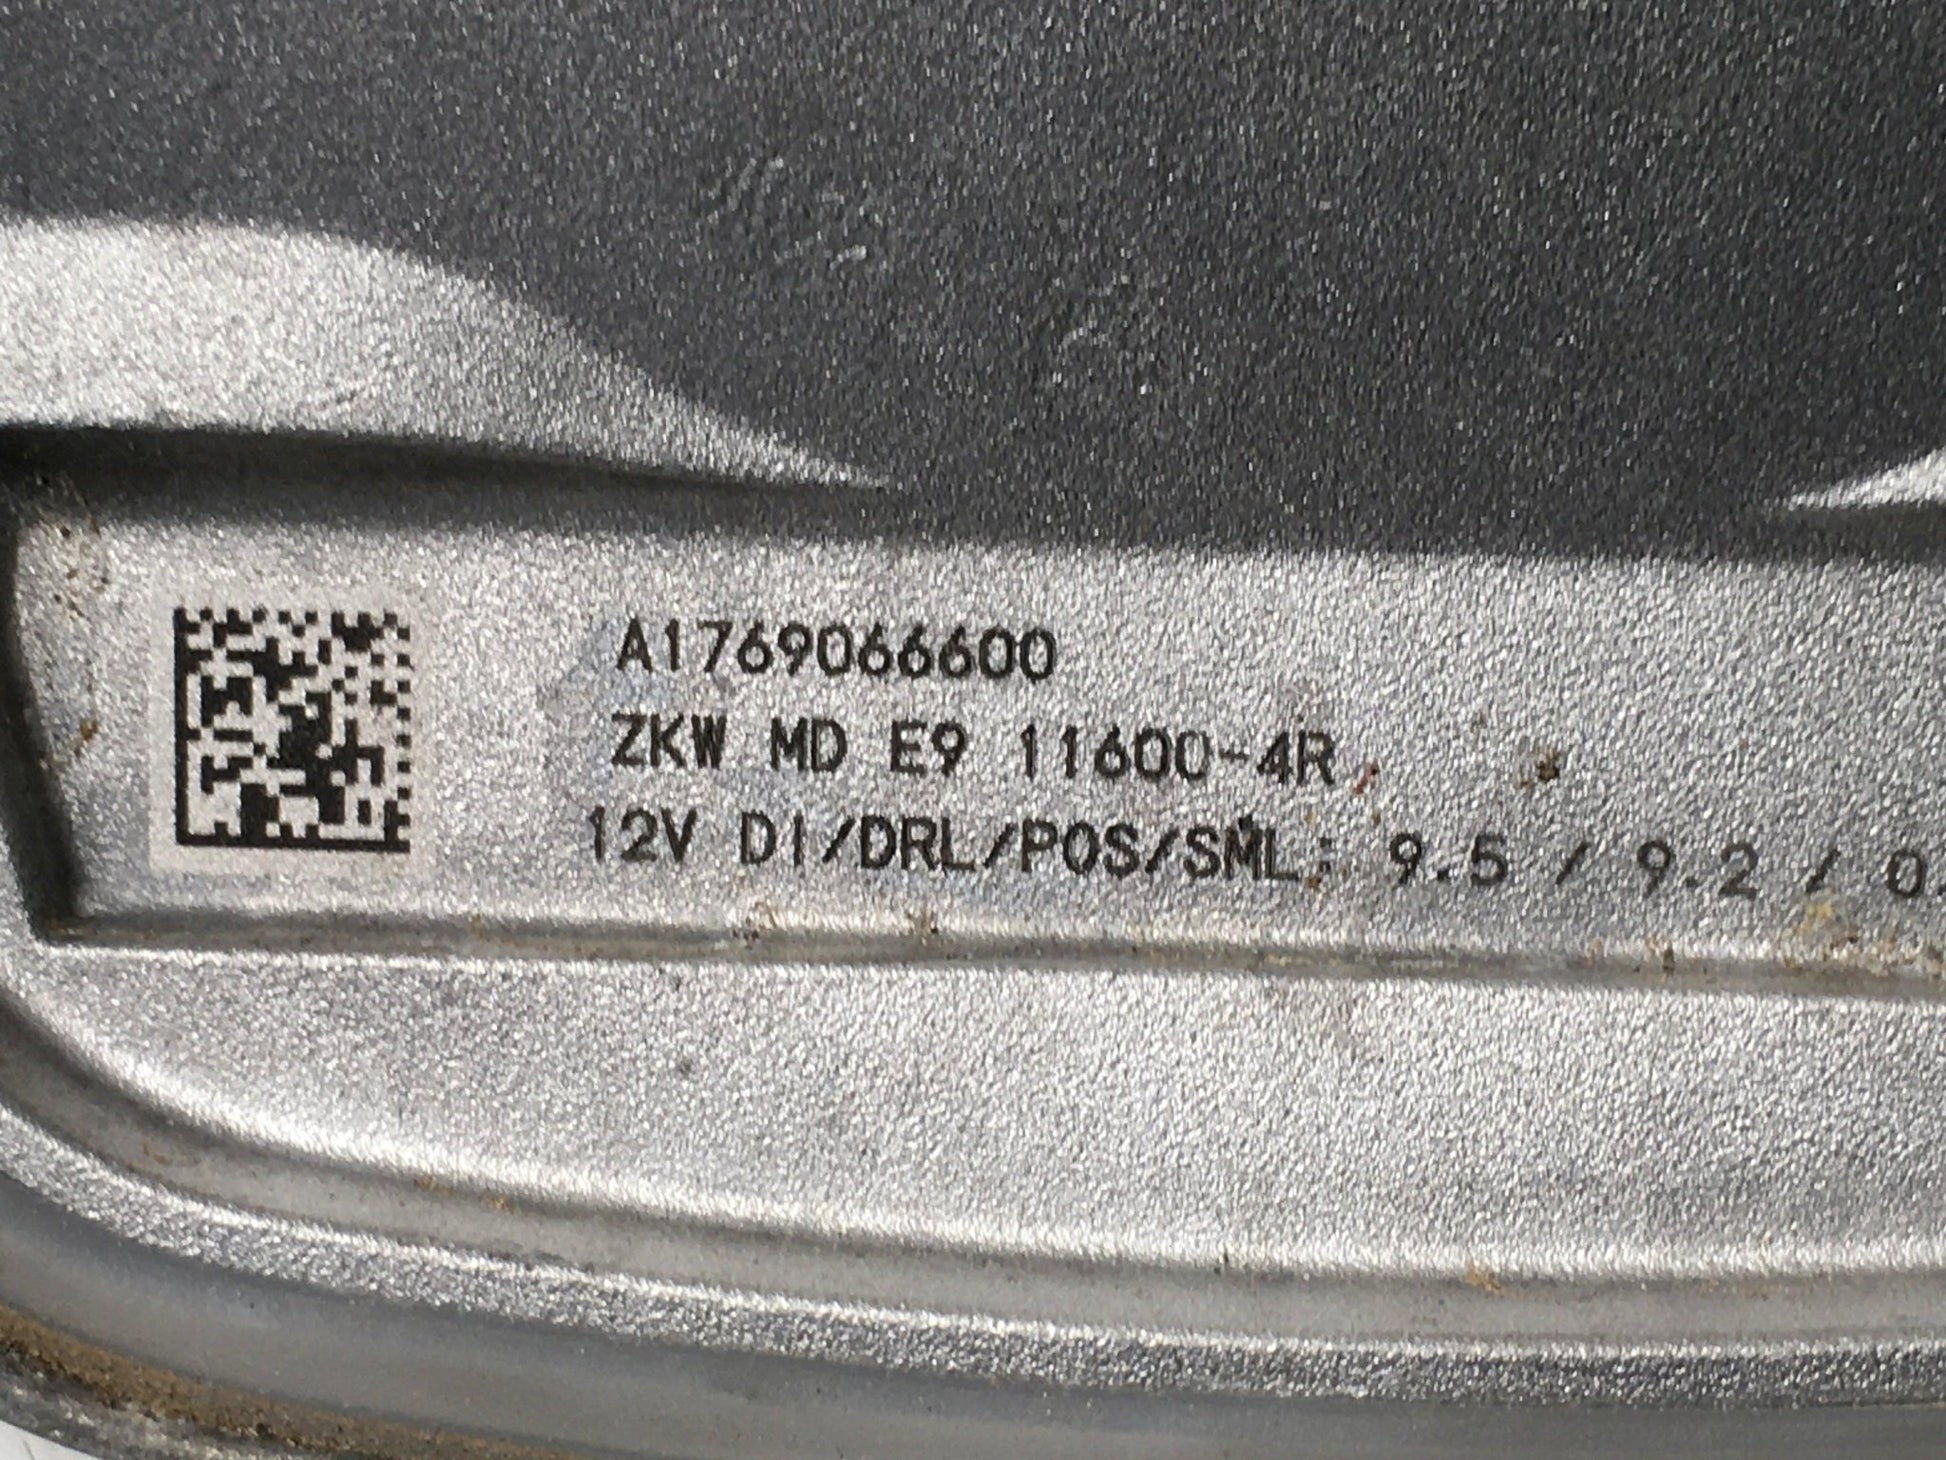 A1769066600
ZKW MD E9 11600-4R
12V DI/DRL/POS/SML: 9.5 / 9.2 / 0.